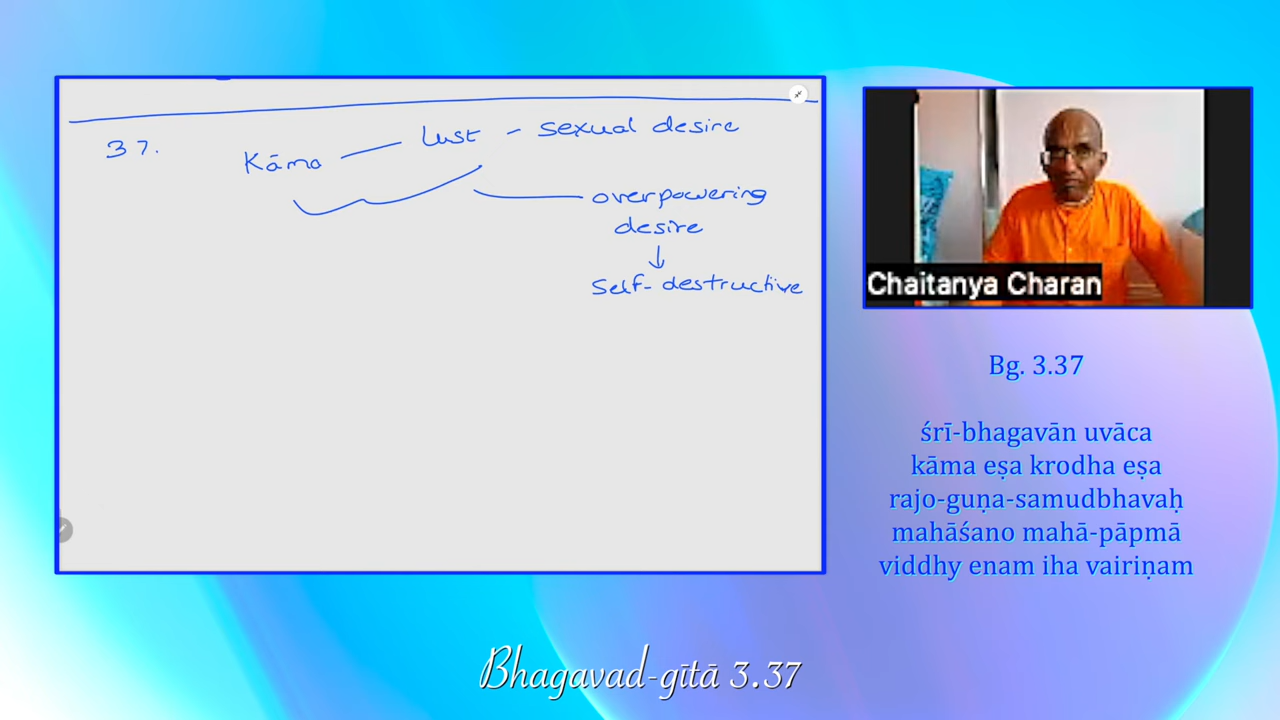 37.
Kāma — Lust - sexual desire
overpowering
desire
↓
Self-destructive
Chaitanya Charan
Bg. 3.37
śrī-bhagavān uvāca
kāma eṣa krodha eṣa
rajo-guṇa-samudbhavaḥ
mahāśano mahā-pāpmā
viddhy enam iha vairiṇam
Bhagavad-gītā 3.37